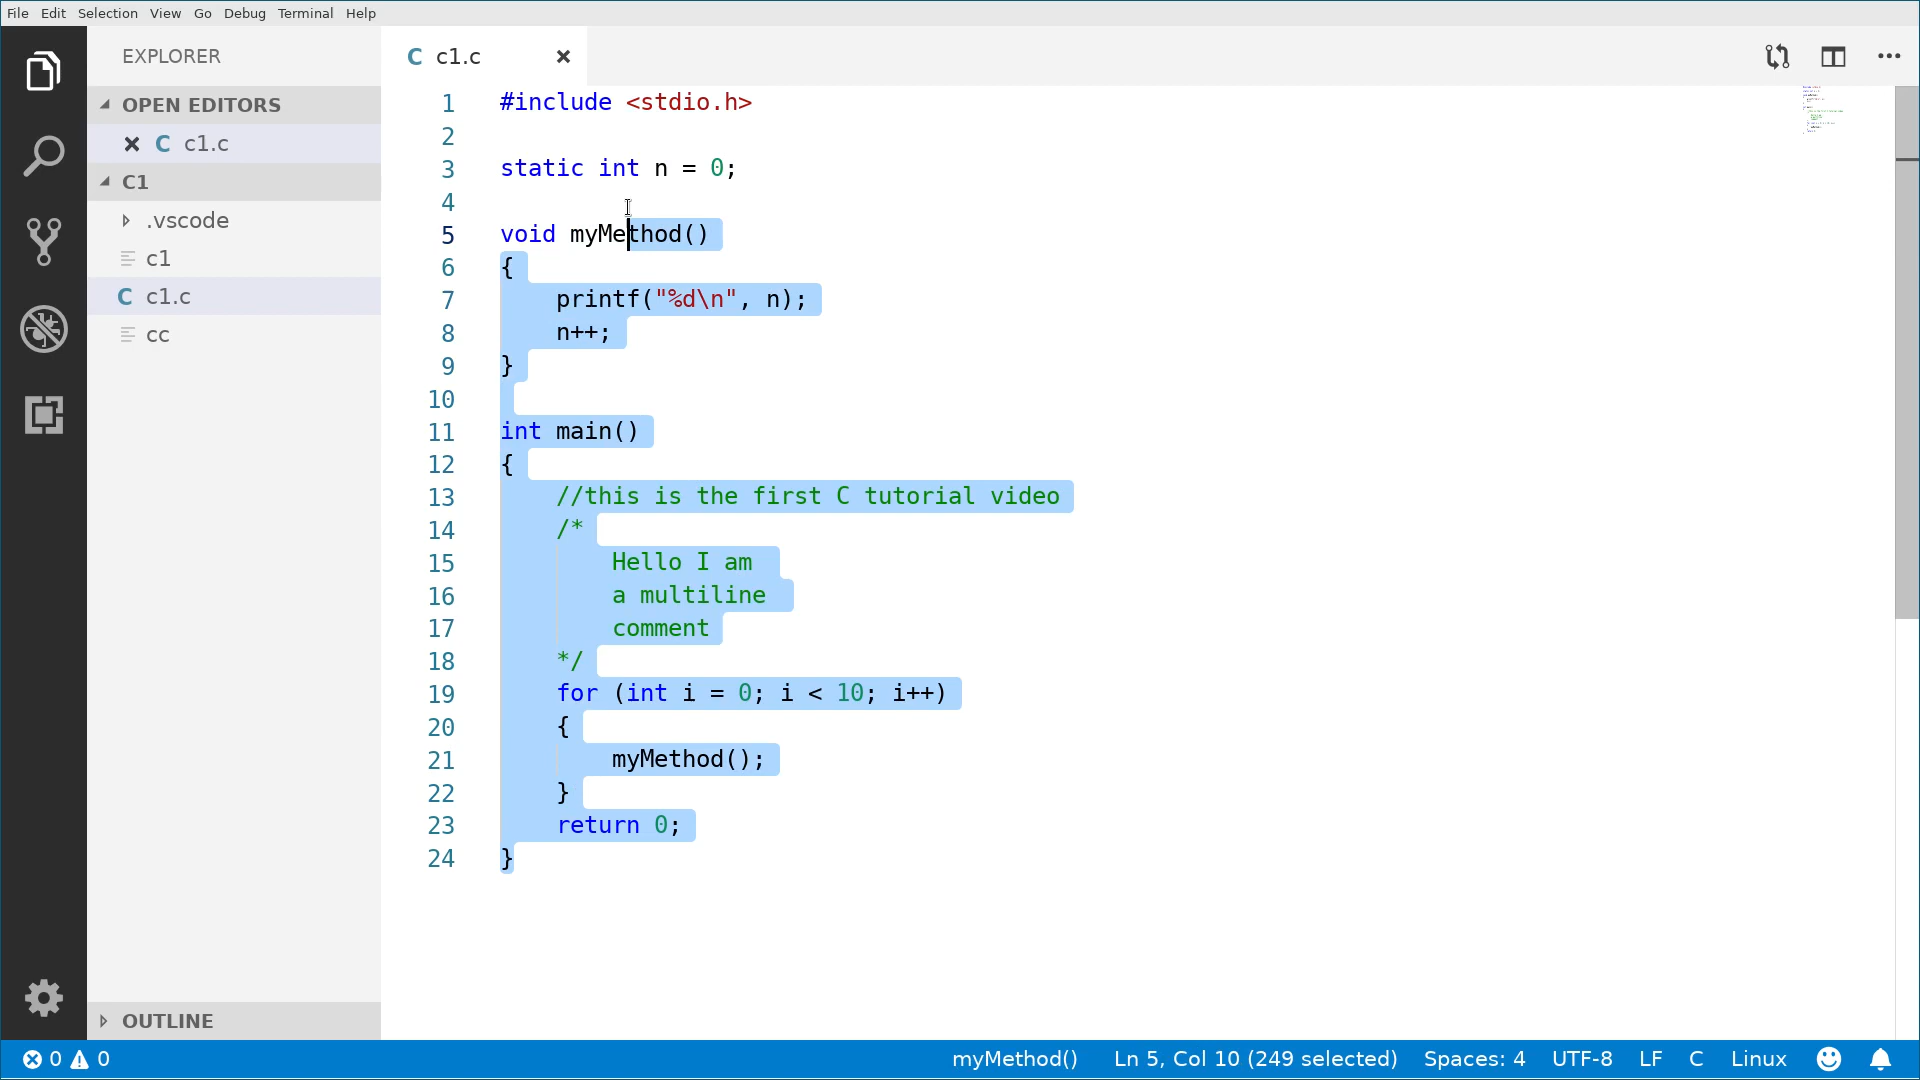 File Edit Selection View Go Debug Terminal Help
EXPLORER
C c1.c
OPEN EDITORS
C c1.c
C1
.vscode
c1
C c1.c
cc
OUTLINE
1 #include <stdio.h>
2
3 static int n = 0;
4
5 void myMethod()
6 {
7     printf("%d\n", n);
8     n++;
9 }
10
11 int main()
12 {
13     //this is the first C tutorial video
14     /*
15         Hello I am
16         a multiline
17         comment
18     */
19     for (int i = 0; i < 10; i++)
20     {
21         myMethod();
22     }
23     return 0;
24 }
0 0 myMethod() Ln 5, Col 10 (249 selected) Spaces: 4 UTF-8 LF C Linux